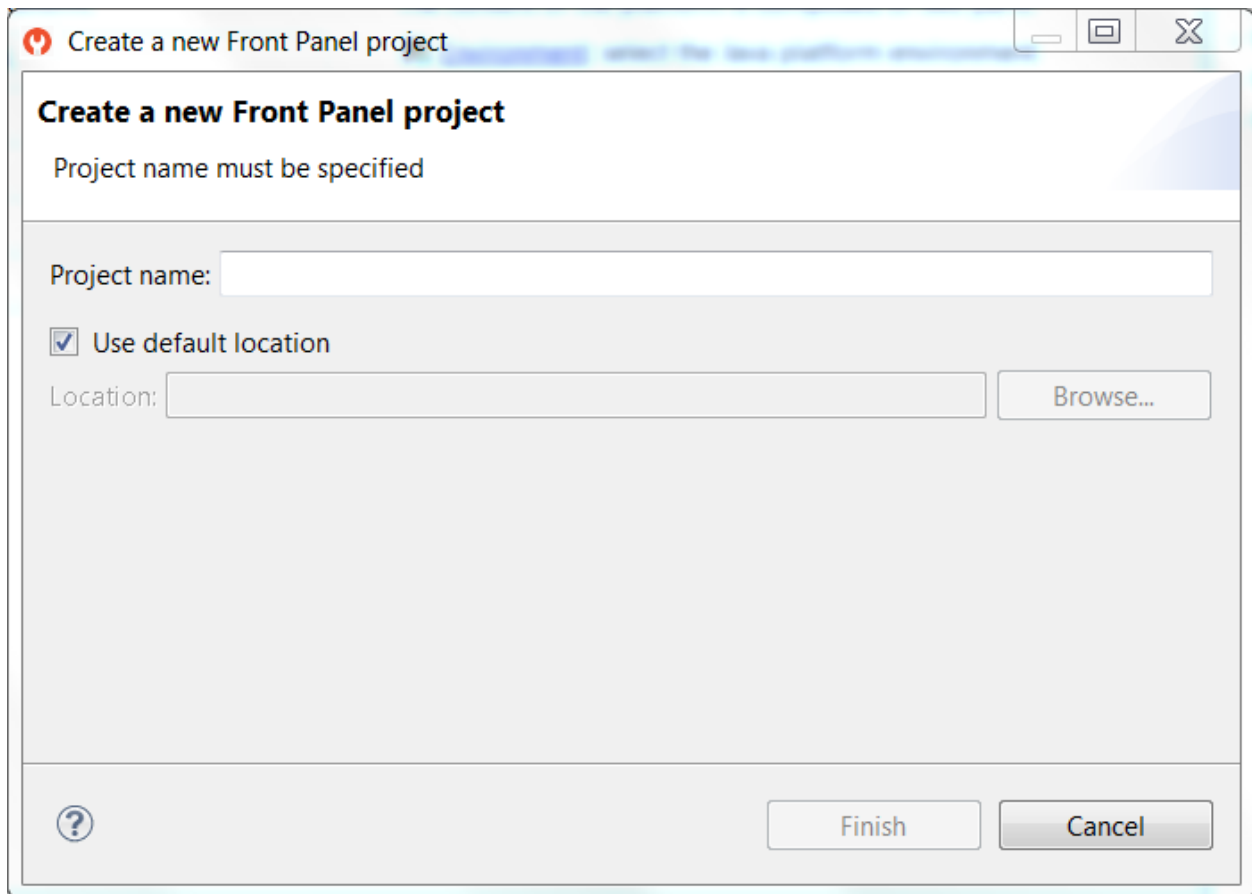 Create a new Front Panel project
Create a new Front Panel project
Project name must be specified
Project name:
Use default location
Location:
Browse...
?
Finish
Cancel